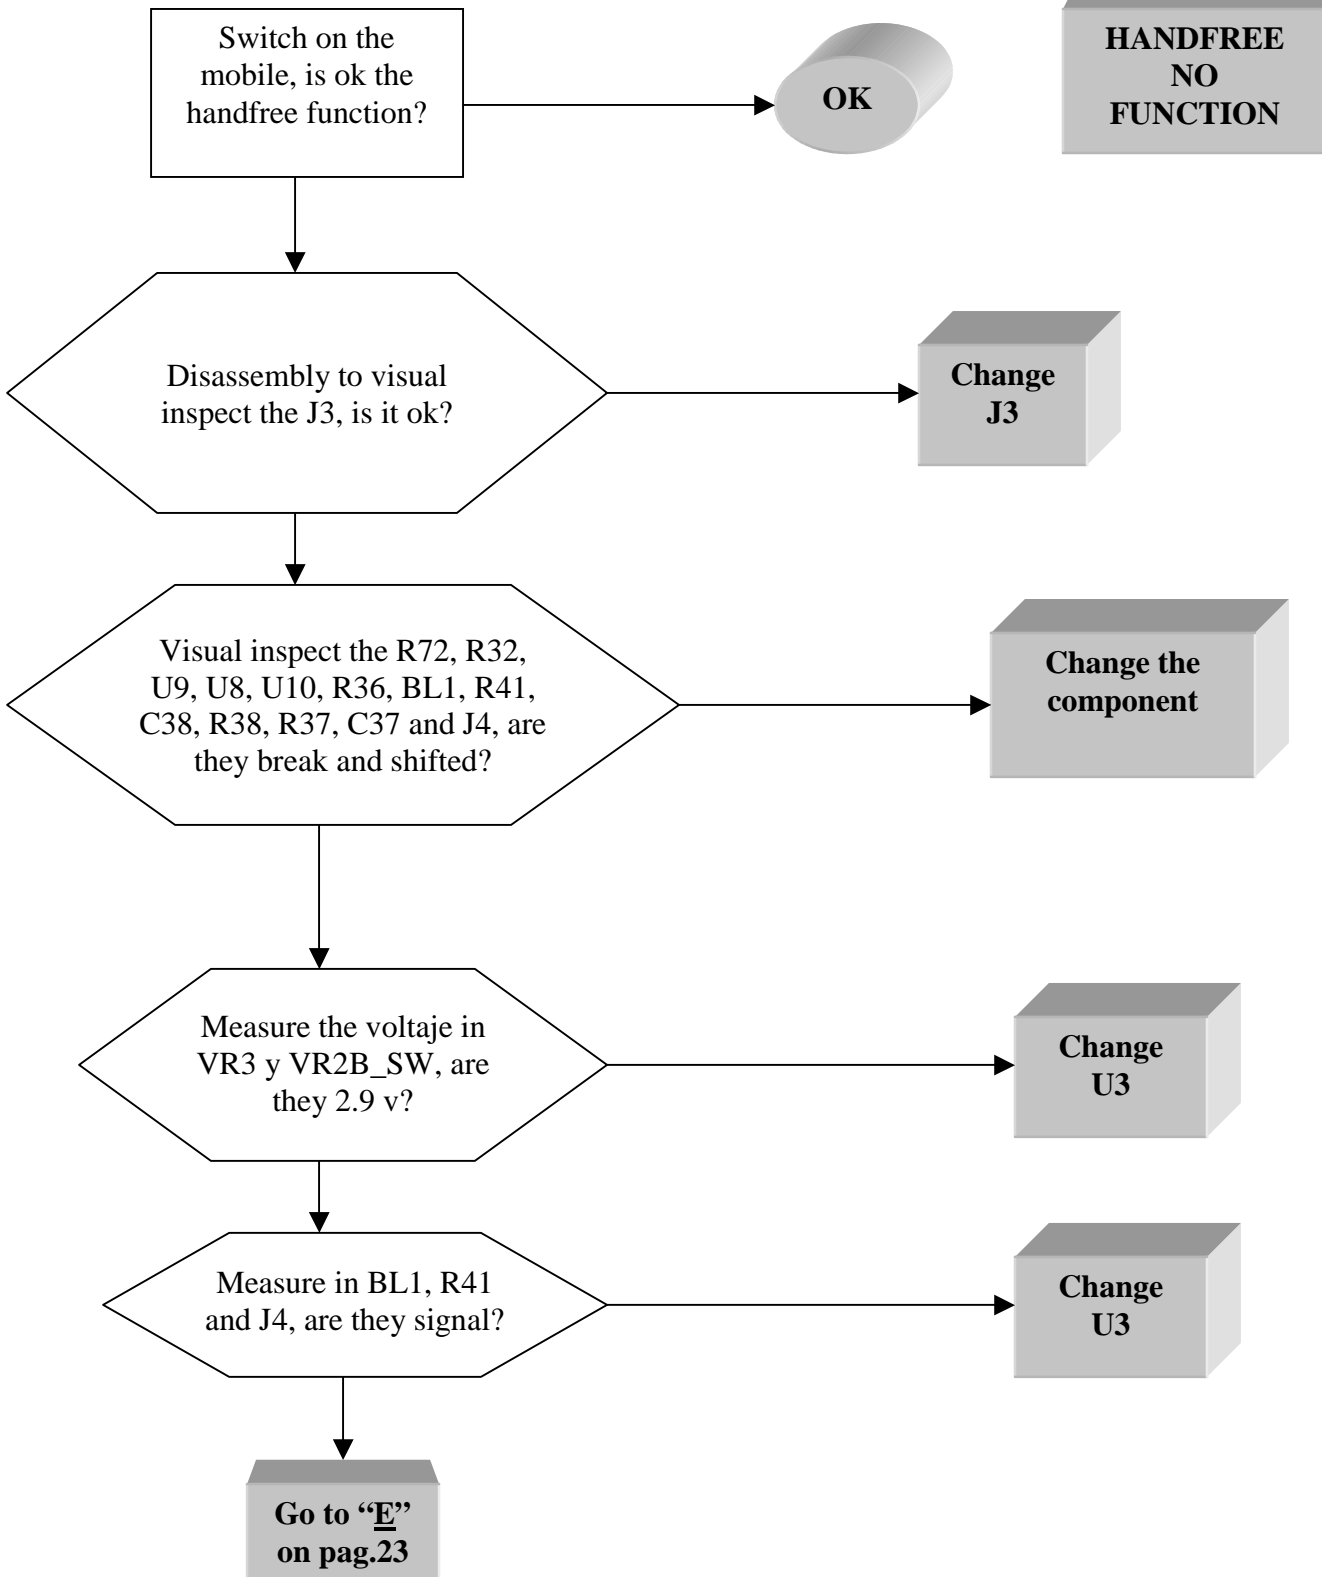 Switch on the
mobile, is ok the
handfree function?
OK
HANDFREE
NO
FUNCTION
Disassembly to visual
inspect the J3, is it ok?
Change
J3
Visual inspect the R72, R32,
U9, U8, U10, R36, BL1, R41,
C38, R38, R37, C37 and J4, are
they break and shifted?
Change the
component
Measure the voltaje in
VR3 y VR2B_SW, are
they 2.9 v?
Change
U3
Measure in BL1, R41
and J4, are they signal?
Change
U3
Go to “E”
on pag.23